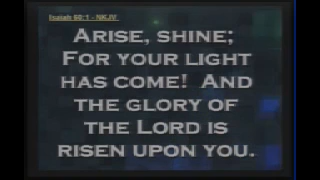 Isaiah 60:1 - NKJV
Arise, shine;
For your light
has come! And
the glory of
the Lord is
risen upon you.